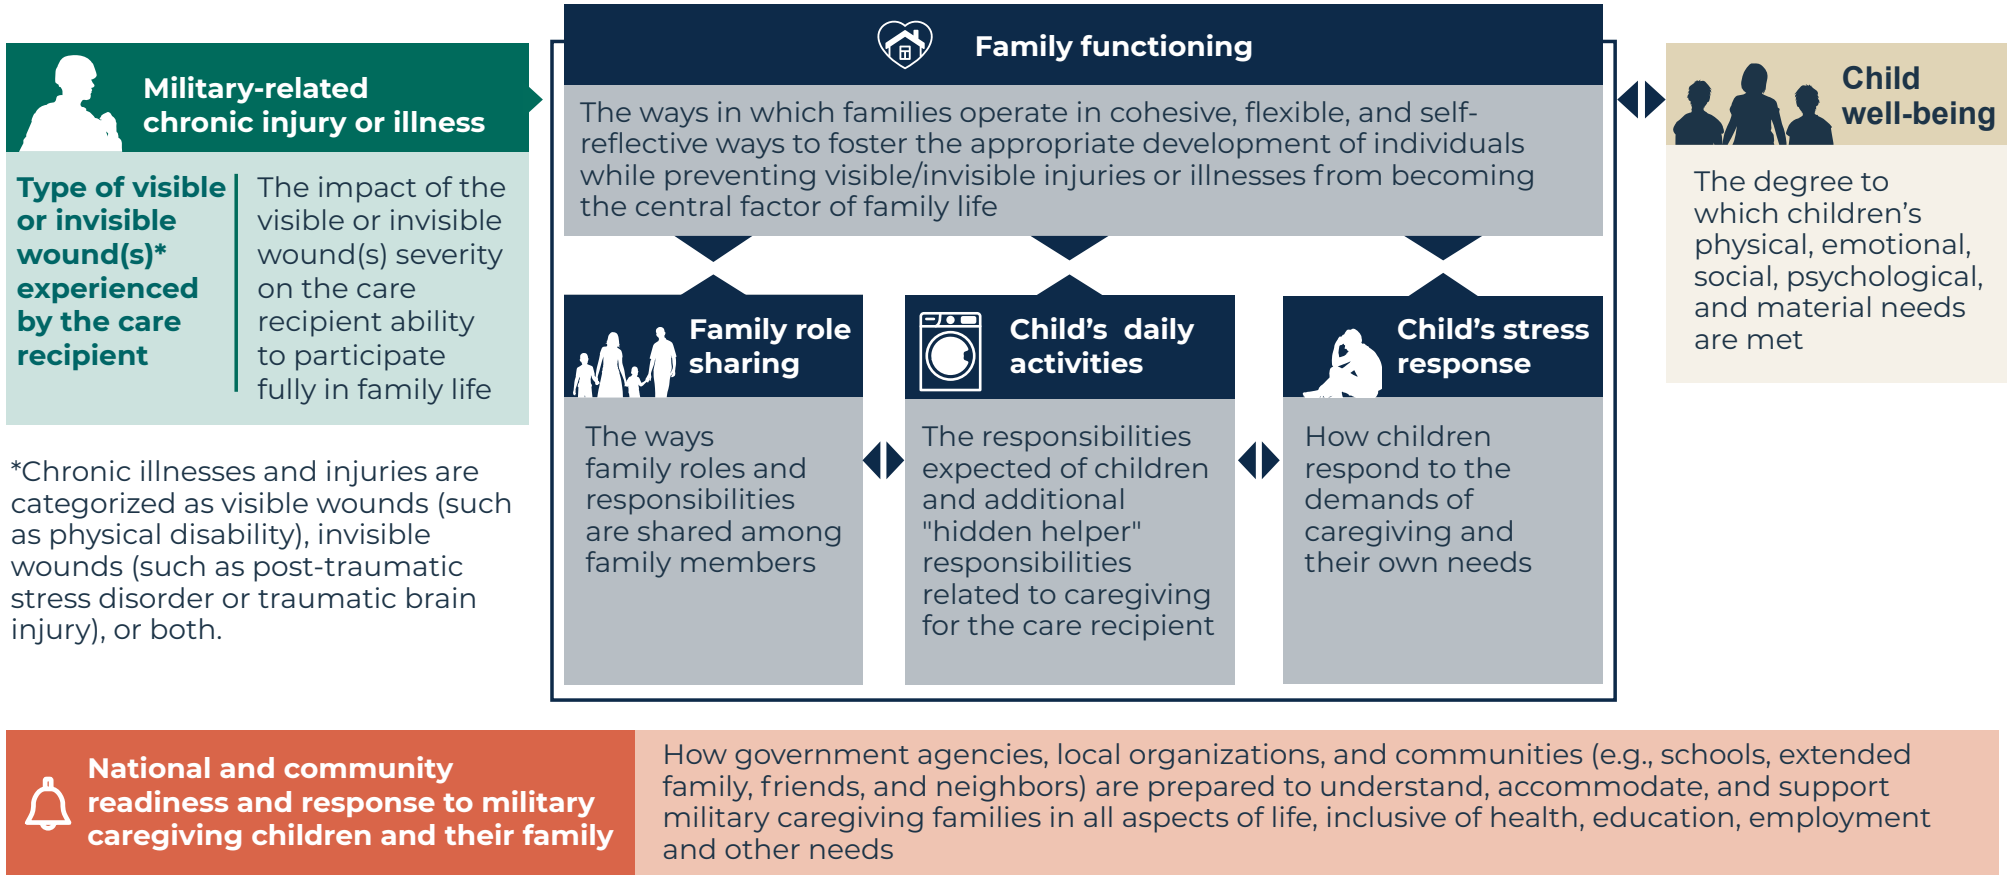 Military-related
chronic injury or illness
Type of visible
or invisible
wound(s)*
experienced
by the care
recipient
The impact of the
visible or invisible
wound(s) severity
on the care
recipient ability
to participate
fully in family life
*Chronic illnesses and injuries are
categorized as visible wounds (such
as physical disability), invisible
wounds (such as post-traumatic
stress disorder or traumatic brain
injury), or both.
Family functioning
The ways in which families operate in cohesive, flexible, and self-
reflective ways to foster the appropriate development of individuals
while preventing visible/invisible injuries or illnesses from becoming
the central factor of family life
Family role
sharing
The ways
family roles and
responsibilities
are shared among
family members
Child’s daily
activities
The responsibilities
expected of children
and additional
"hidden helper"
responsibilities
related to caregiving
for the care recipient
Child’s stress
response
How children
respond to the
demands of
caregiving and
their own needs
Child
well-being
The degree to
which children’s
physical, emotional,
social, psychological,
and material needs
are met
National and community
readiness and response to military
caregiving children and their family
How government agencies, local organizations, and communities (e.g., schools, extended
family, friends, and neighbors) are prepared to understand, accommodate, and support
military caregiving families in all aspects of life, inclusive of health, education, employment
and other needs